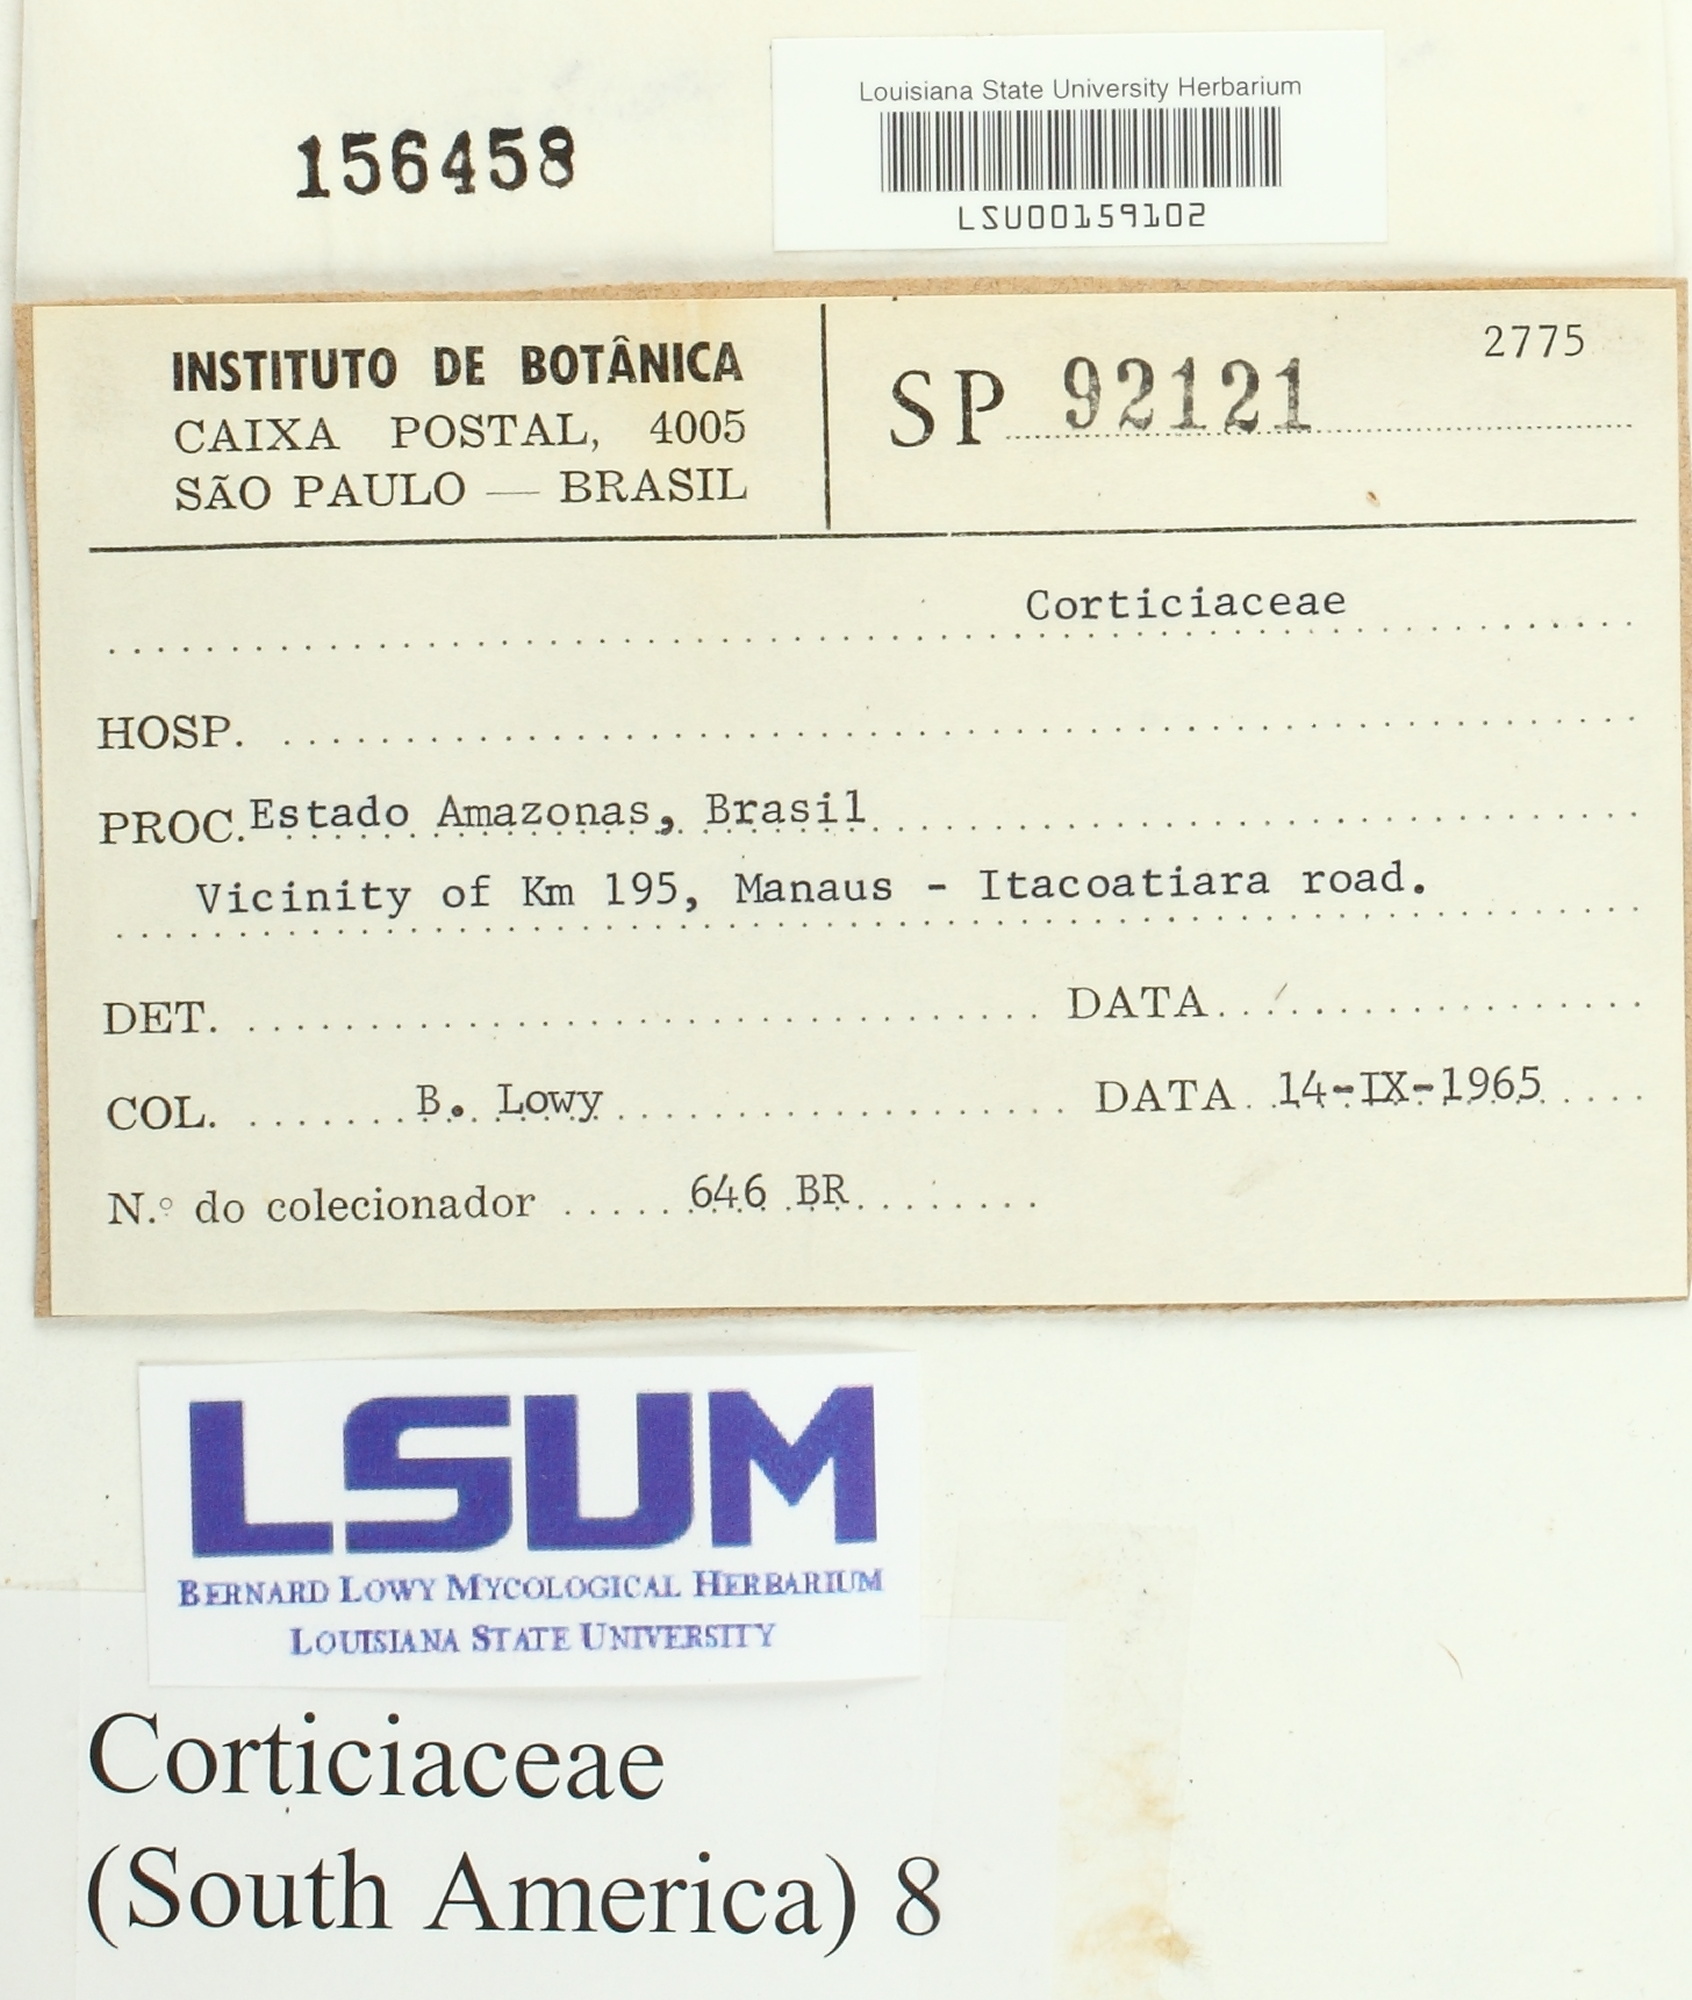 156458
Louisiana State University Herbarium
LSU00159102
INSTITUTO DE BOTÂNICA
CAIXA POSTAL, 4005
SÃO PAULO — BRASIL
2775
SP 92121
Corticiaceae
HOSP.
PROC. Estado Amazonas, Brasil
Vicinity of Km 195, Manaus - Itacoatiara road.
DET. DATA
COL. B. Lowy DATA 14-IX-1965
N.º do colecionador 646 BR
LSUM
BERNARD LOWY MYCOLOGICAL HERBARIUM
LOUISIANA STATE UNIVERSITY
Corticiaceae
(South America) 8